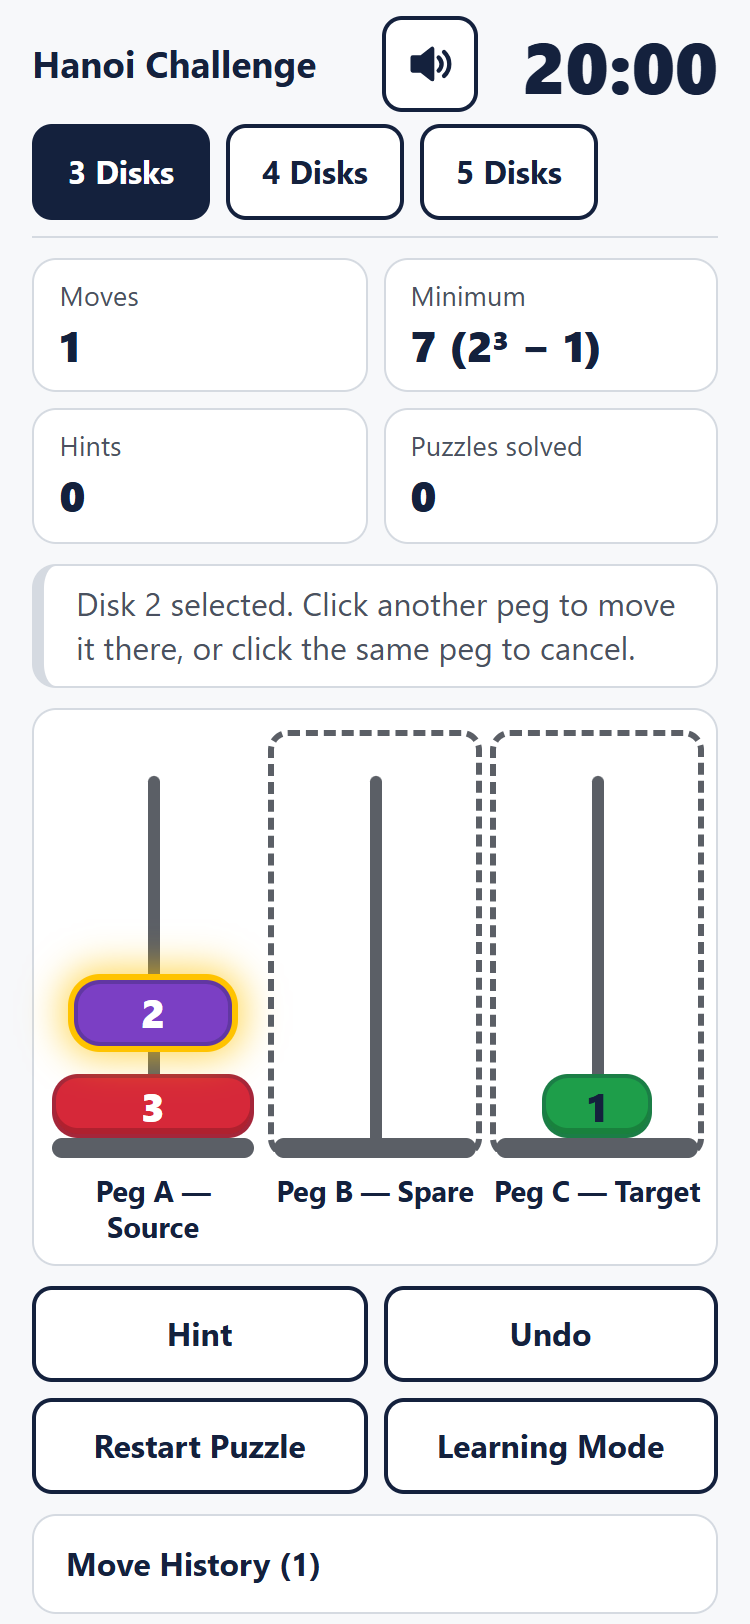 Hanoi Challenge
20:00
3 Disks
4 Disks
5 Disks
Moves
1
Minimum
7 (2³ − 1)
Hints
0
Puzzles solved
0
Disk 2 selected. Click another peg to move
it there, or click the same peg to cancel.
2
3
1
Peg A —
Source
Peg B — Spare
Peg C — Target
Hint
Undo
Restart Puzzle
Learning Mode
Move History (1)